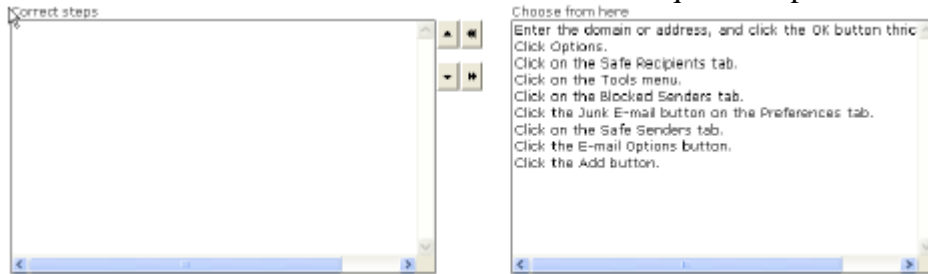 Correct steps
Choose from here
Enter the domain or address, and click the OK button thric
Click Options.
Click on the Safe Recipients tab.
Click on the Tools menu.
Click on the Blocked Senders tab.
Click the Junk E-mail button on the Preferences tab.
Click on the Safe Senders tab.
Click the E-mail Options button.
Click the Add button.